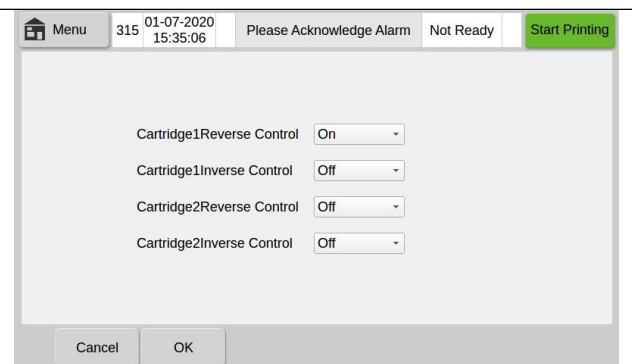 Menu
315
01-07-2020
15:35:06
Please Acknowledge Alarm
Not Ready
Start Printing
Cartridge1Reverse Control On
Cartridge1Inverse Control Off
Cartridge2Reverse Control Off
Cartridge2Inverse Control Off
Cancel
OK